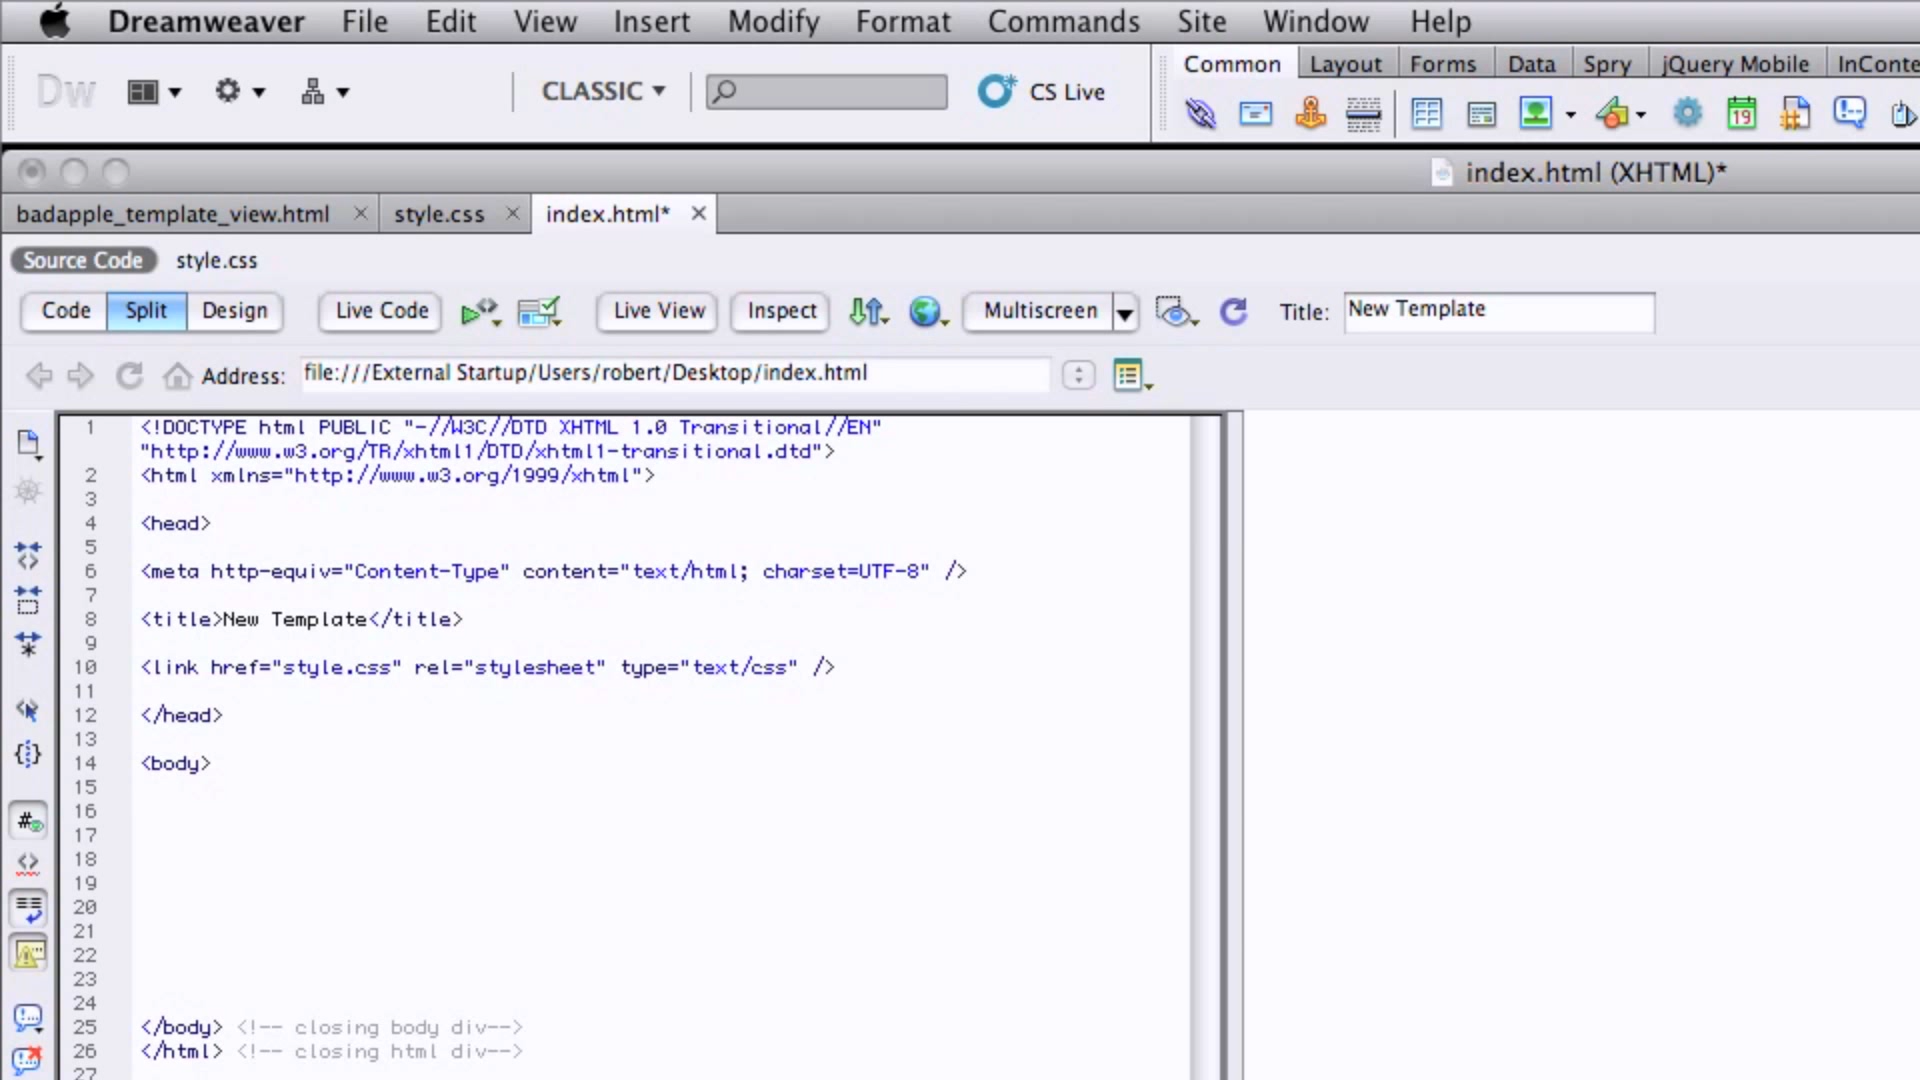 Dreamweaver File Edit View Insert Modify Format Commands Site Window Help
Common Layout Forms Data Spry jQuery Mobile InConte
Dw CLASSIC CS Live
19
index.html (XHTML)*
badapple_template_view.html style.css index.html*
Source Code style.css
Code Split Design Live Code Live View Inspect Multiscreen Title: New Template
Address: file:///External Startup/Users/robert/Desktop/index.html
1 <!DOCTYPE html PUBLIC "-//W3C//DTD XHTML 1.0 Transitional//EN"
"http://www.w3.org/TR/xhtml1/DTD/xhtml1-transitional.dtd">
2 <html xmlns="http://www.w3.org/1999/xhtml">
3
4 <head>
5
6 <meta http-equiv="Content-Type" content="text/html; charset=UTF-8" />
7
8 <title>New Template</title>
9
10 <link href="style.css" rel="stylesheet" type="text/css" />
11
12 </head>
13
14 <body>
15
16
17
18
19
20
21
22
23
24
25 </body> <!-- closing body div-->
26 </html> <!-- closing html div-->
27